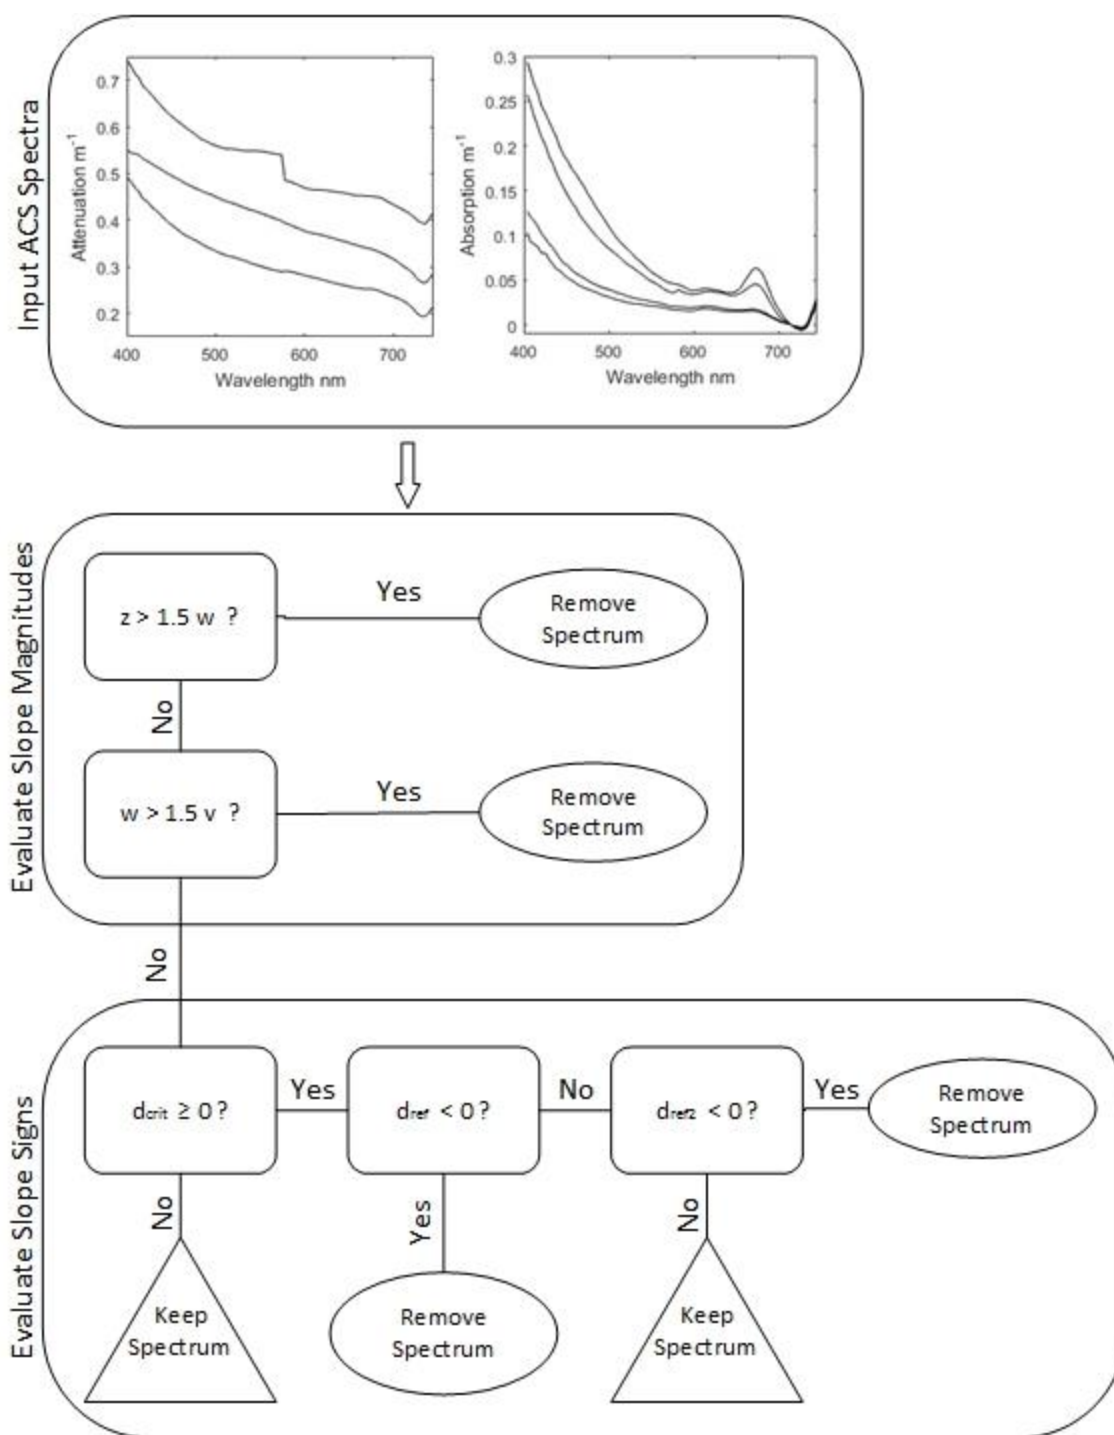 Input ACS Spectra
Attenuation m⁻¹
0.7
0.6
0.5
0.4
0.3
0.2
400 500 600 700
Wavelength nm
Absorption m⁻¹
0.3
0.25
0.2
0.15
0.1
0.05
0
400 500 600 700
Wavelength nm
Evaluate Slope Magnitudes
z > 1.5 w ?
Yes
Remove
Spectrum
No
w > 1.5 v ?
Yes
Remove
Spectrum
No
Evaluate Slope Signs
dcrit ≥ 0 ?
Yes
dref < 0 ?
No
dref2 < 0 ?
Yes
Remove
Spectrum
No
Yes
No
Keep
Spectrum
Remove
Spectrum
Keep
Spectrum